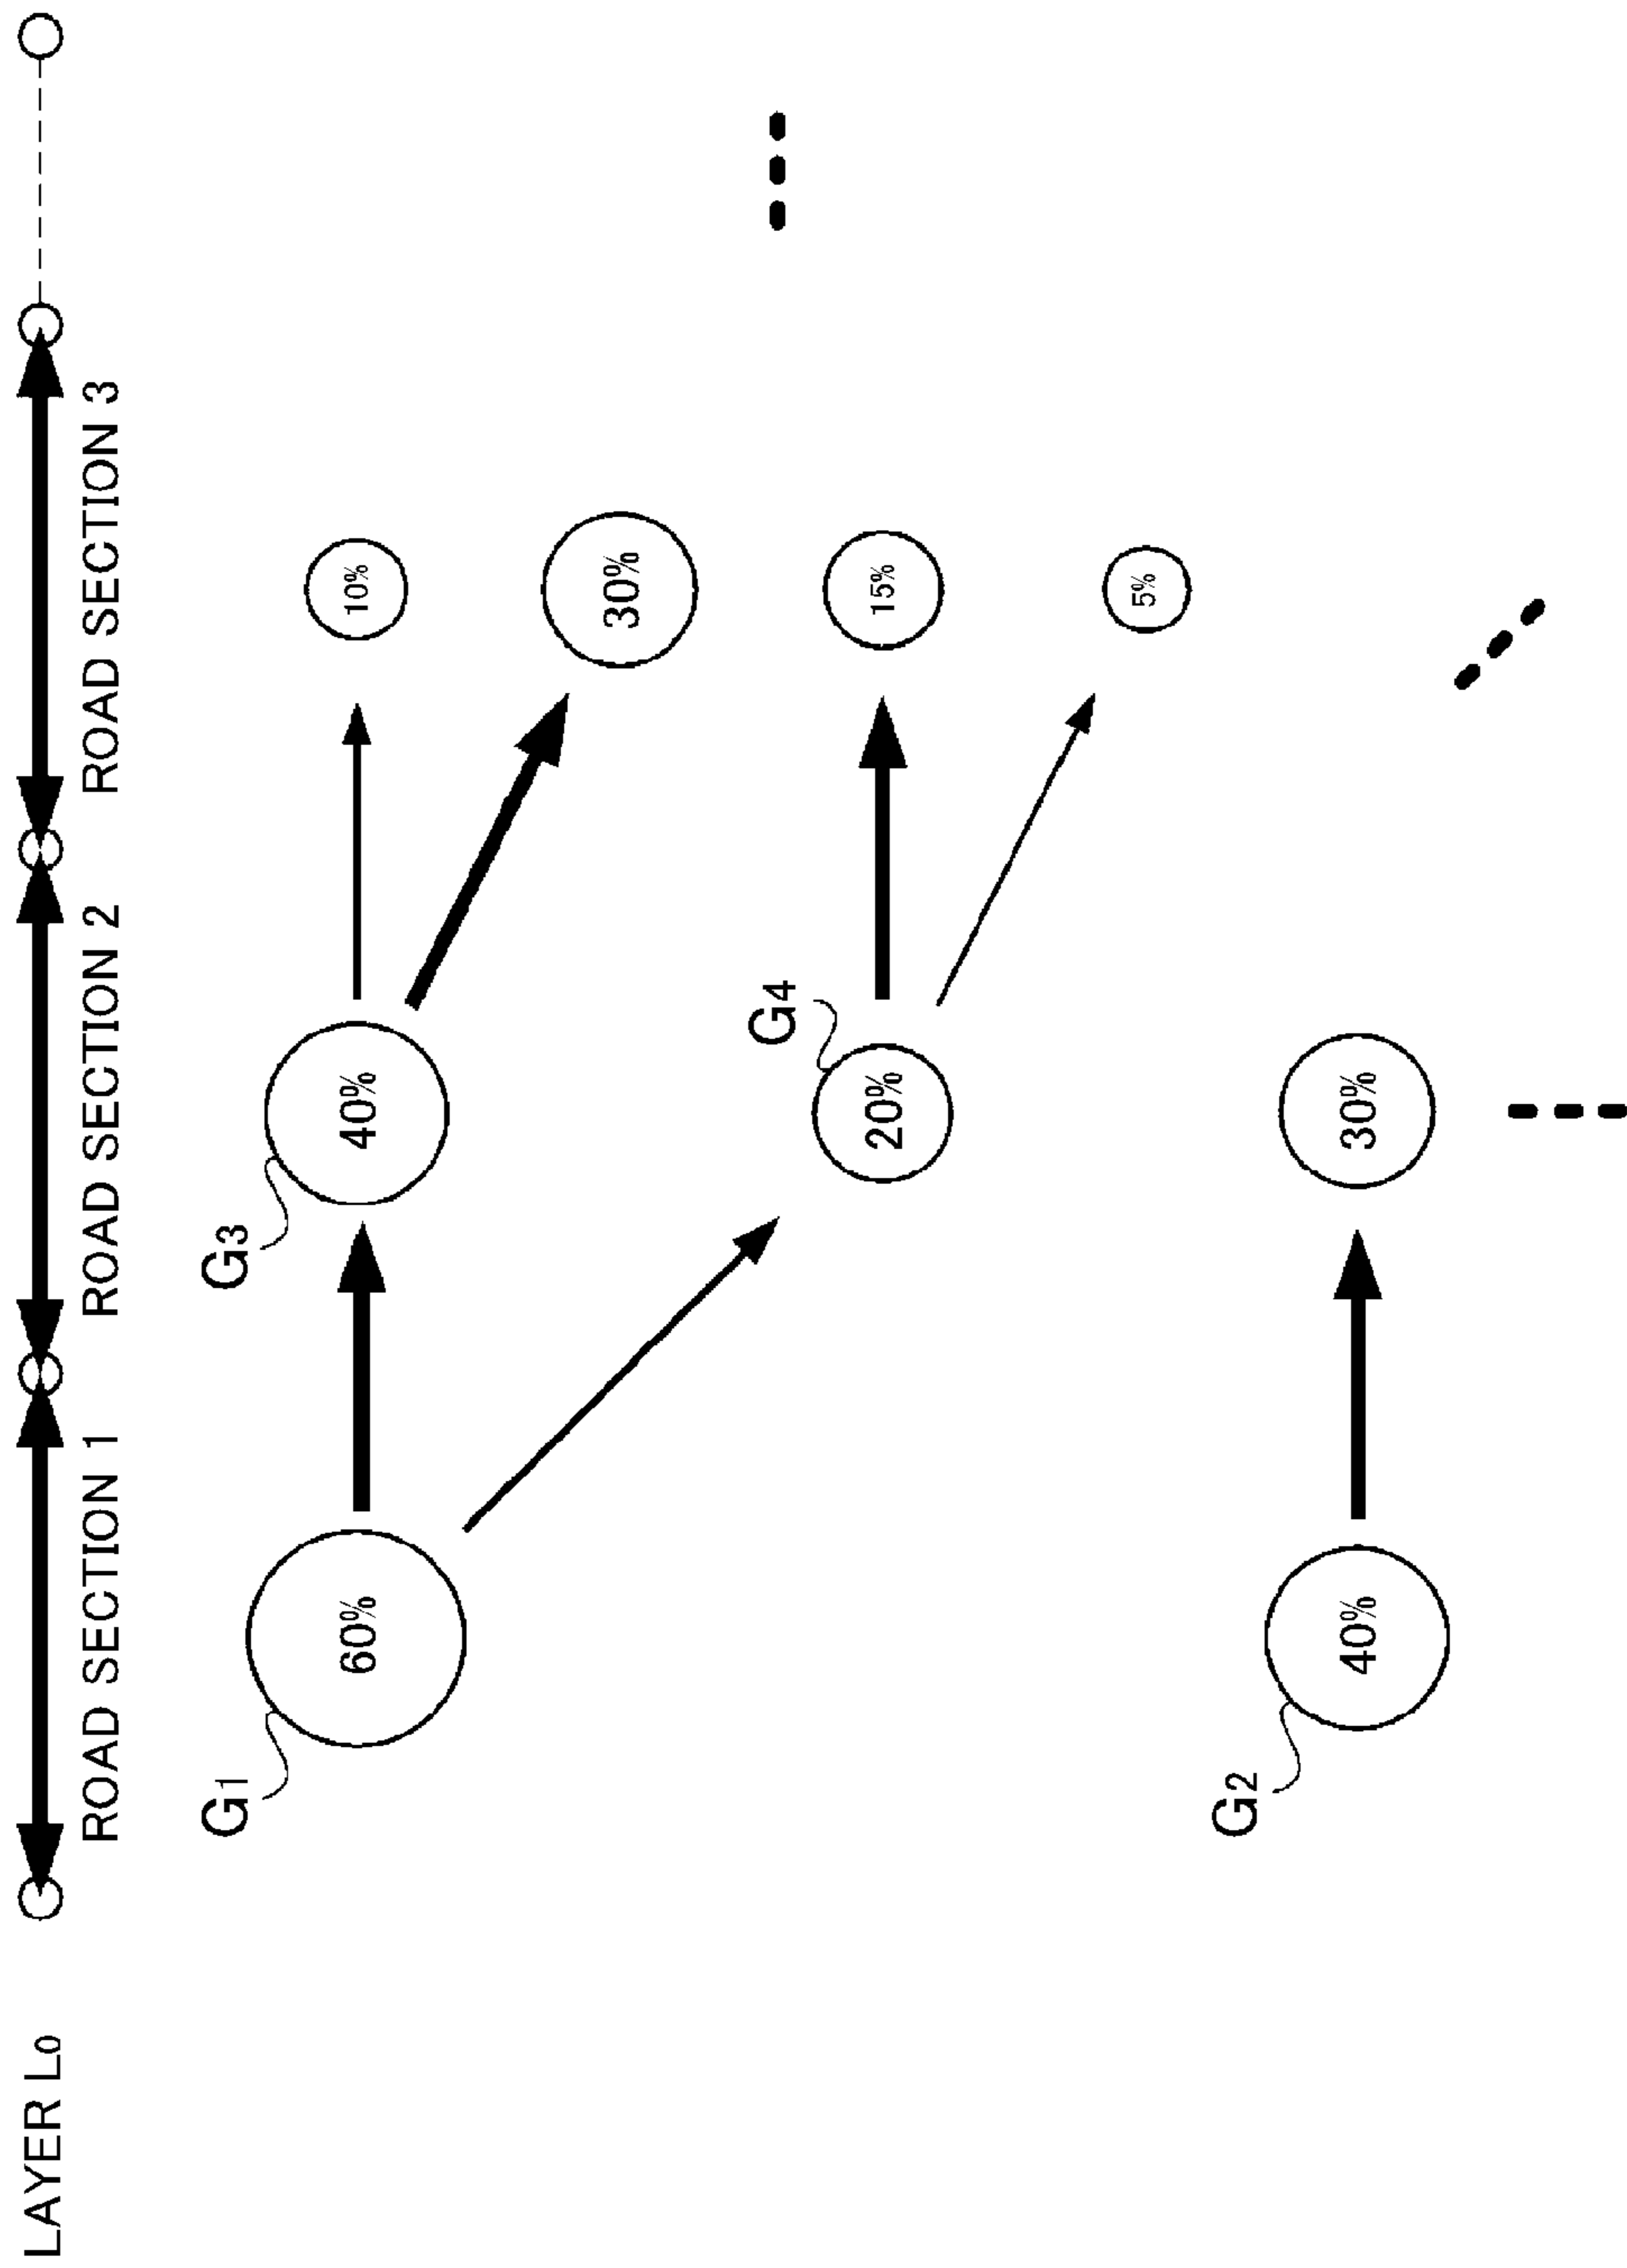 LAYER L0
ROAD SECTION 1
ROAD SECTION 2
ROAD SECTION 3
G1
60%
G3
40%
10%
30%
G4
20%
15%
5%
G2
40%
30%